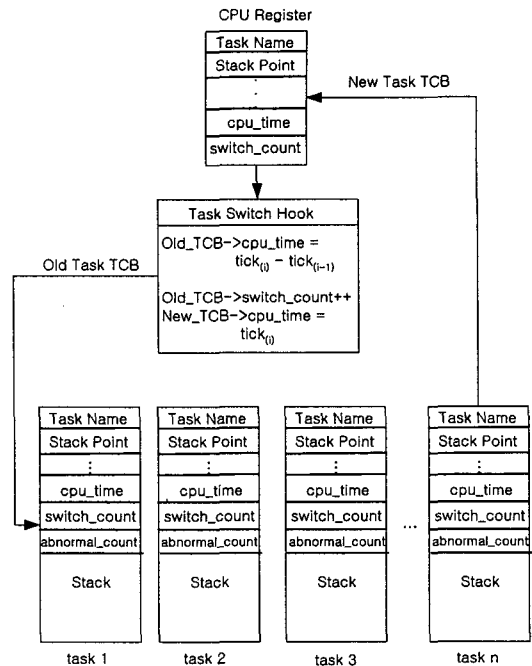 CPU Register
Task Name
Stack Point
⋮
cpu_time
switch_count
New Task TCB
Task Switch Hook
Old_TCB->cpu_time =
tick(i) - tick(i-1)
Old_TCB->switch_count++
New_TCB->cpu_time =
tick(i)
Old Task TCB
Task Name
Stack Point
⋮
cpu_time
switch_count
abnormal_count
Stack
task 1
Task Name
Stack Point
⋮
cpu_time
switch_count
abnormal_count
Stack
task 2
Task Name
Stack Point
⋮
cpu_time
switch_count
abnormal_count
Stack
task 3
...
Task Name
Stack Point
⋮
cpu_time
switch_count
abnormal_count
Stack
task n